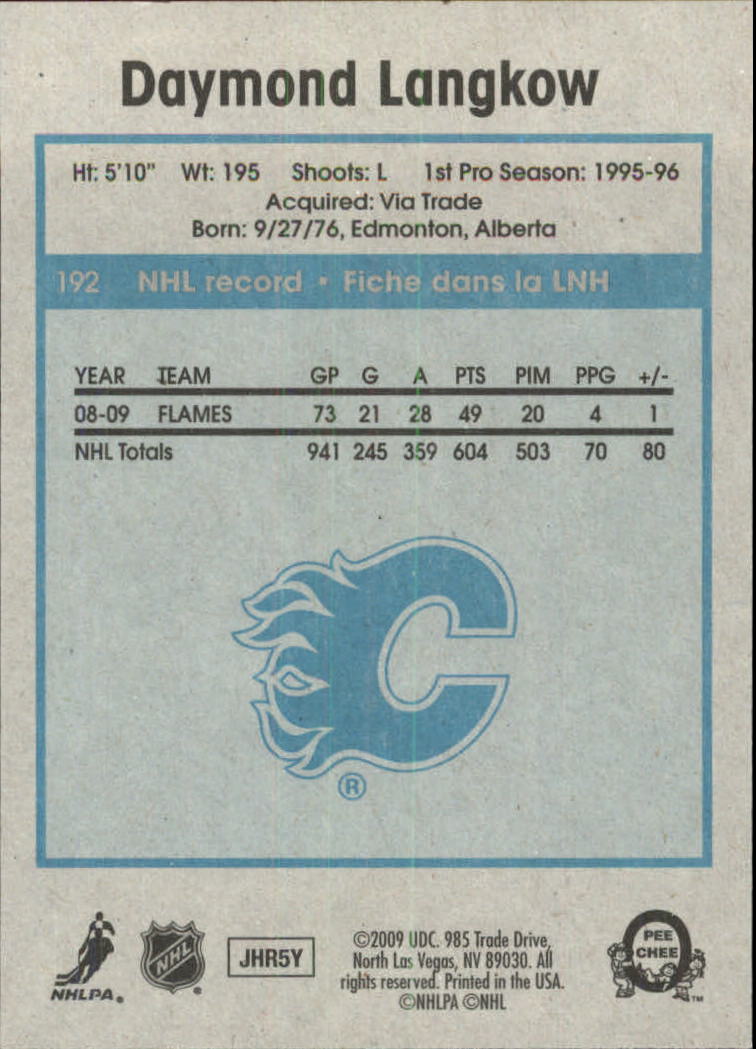 Daymond Langkow
Ht: 5'10" Wt: 195 Shoots: L 1st Pro Season: 1995-96
Acquired: Via Trade
Born: 9/27/76, Edmonton, Alberta
192 NHL record • Fiche dans la LNH
YEAR TEAM GP G A PTS PIM PPG +/-
08-09 FLAMES 73 21 28 49 20 4 1
NHL Totals 941 245 359 604 503 70 80
C
®
NHLPA®
NHL®
JHR5Y
©2009 UDC. 985 Trade Drive,
North Las Vegas, NV 89030. All
rights reserved. Printed in the USA.
©NHLPA ©NHL
O
PEE
CHEE
TM